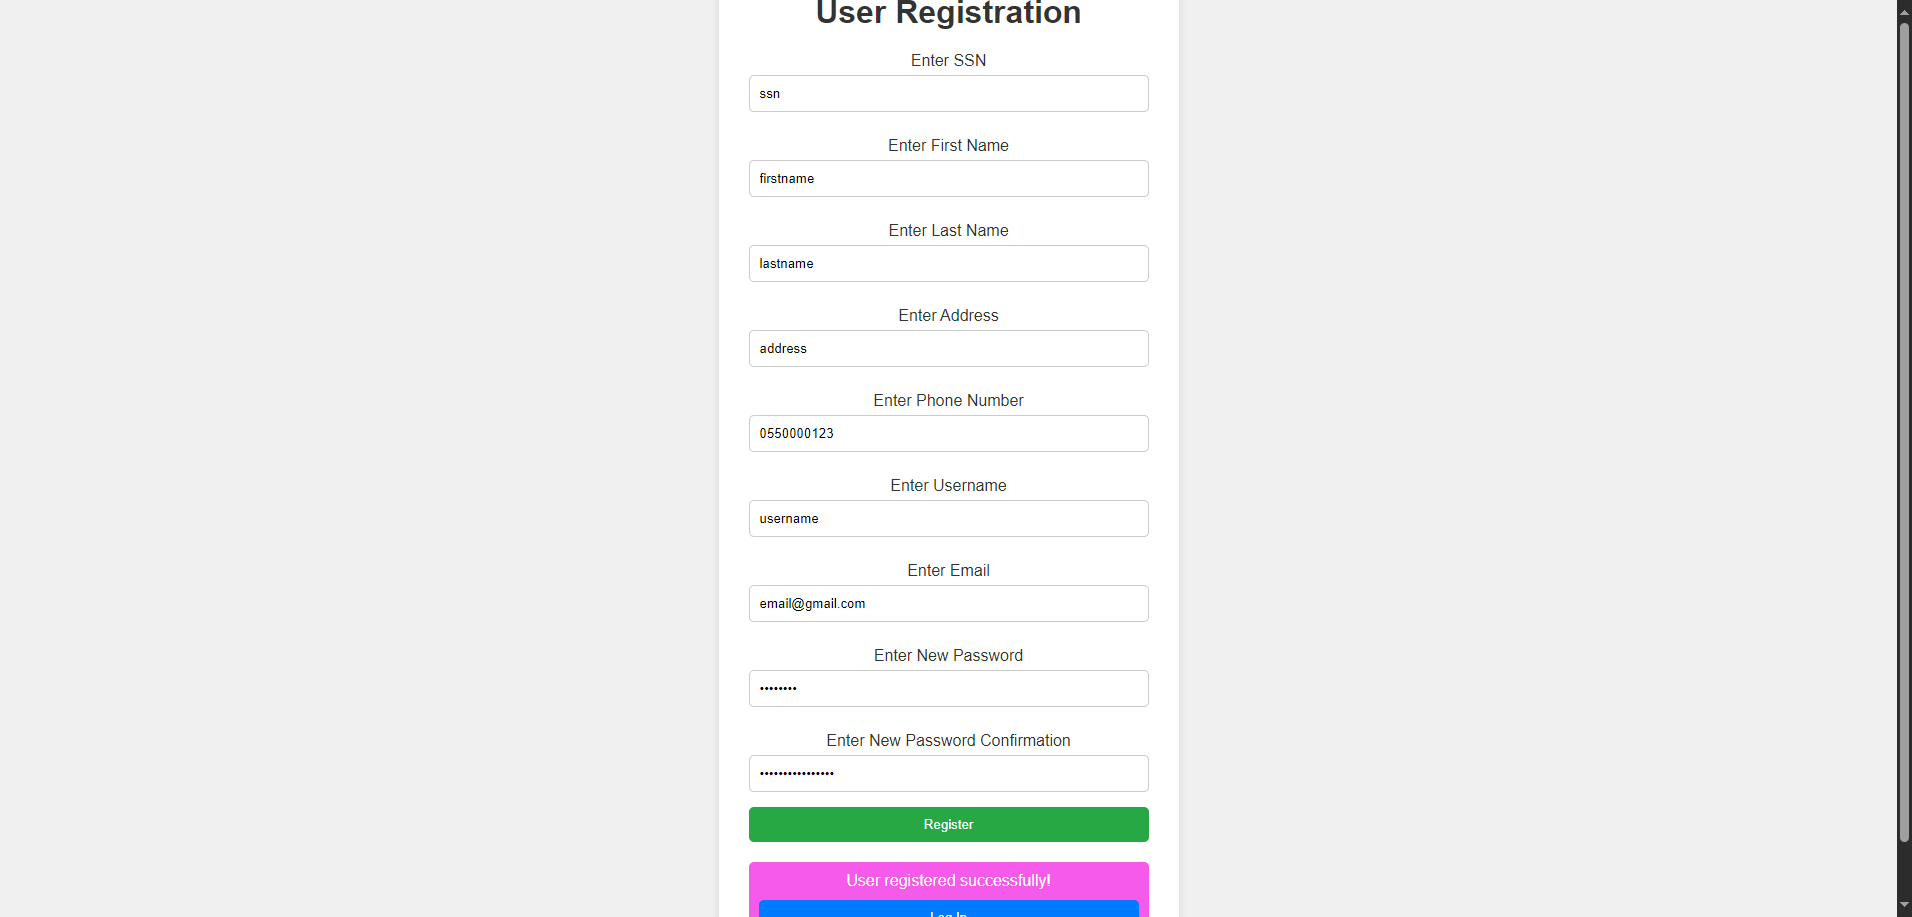 User Registration
Enter SSN
ssn
Enter First Name
firstname
Enter Last Name
lastname
Enter Address
address
Enter Phone Number
0550000123
Enter Username
username
Enter Email
email@gmail.com
Enter New Password
••••••••
Enter New Password Confirmation
••••••••••••••••
Register
User registered successfully!
Log In